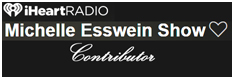 iHeartRADIO
Michelle Esswein Show♡
Contributor